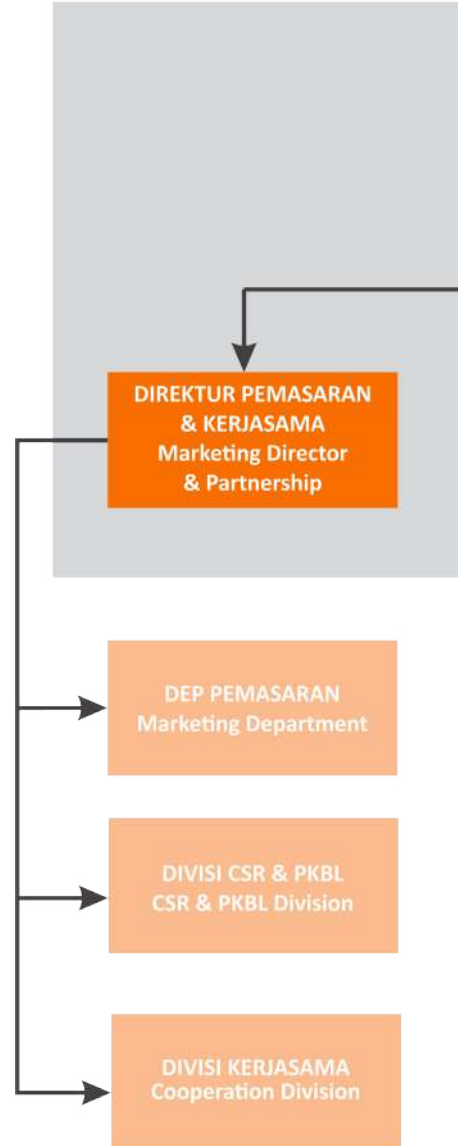 DIREKTUR PEMASARAN
& KERJASAMA
Marketing Director
& Partnership
DEP PEMASARAN
Marketing Department
DIVISI CSR & PKBL
CSR & PKBL Division
DIVISI KERJASAMA
Cooperation Division